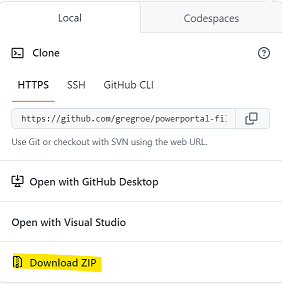 Local Codespaces
Clone
HTTPS SSH GitHub CLI
https://github.com/gregroe/powerportal-fi
Use Git or checkout with SVN using the web URL.
Open with GitHub Desktop
Open with Visual Studio
Download ZIP